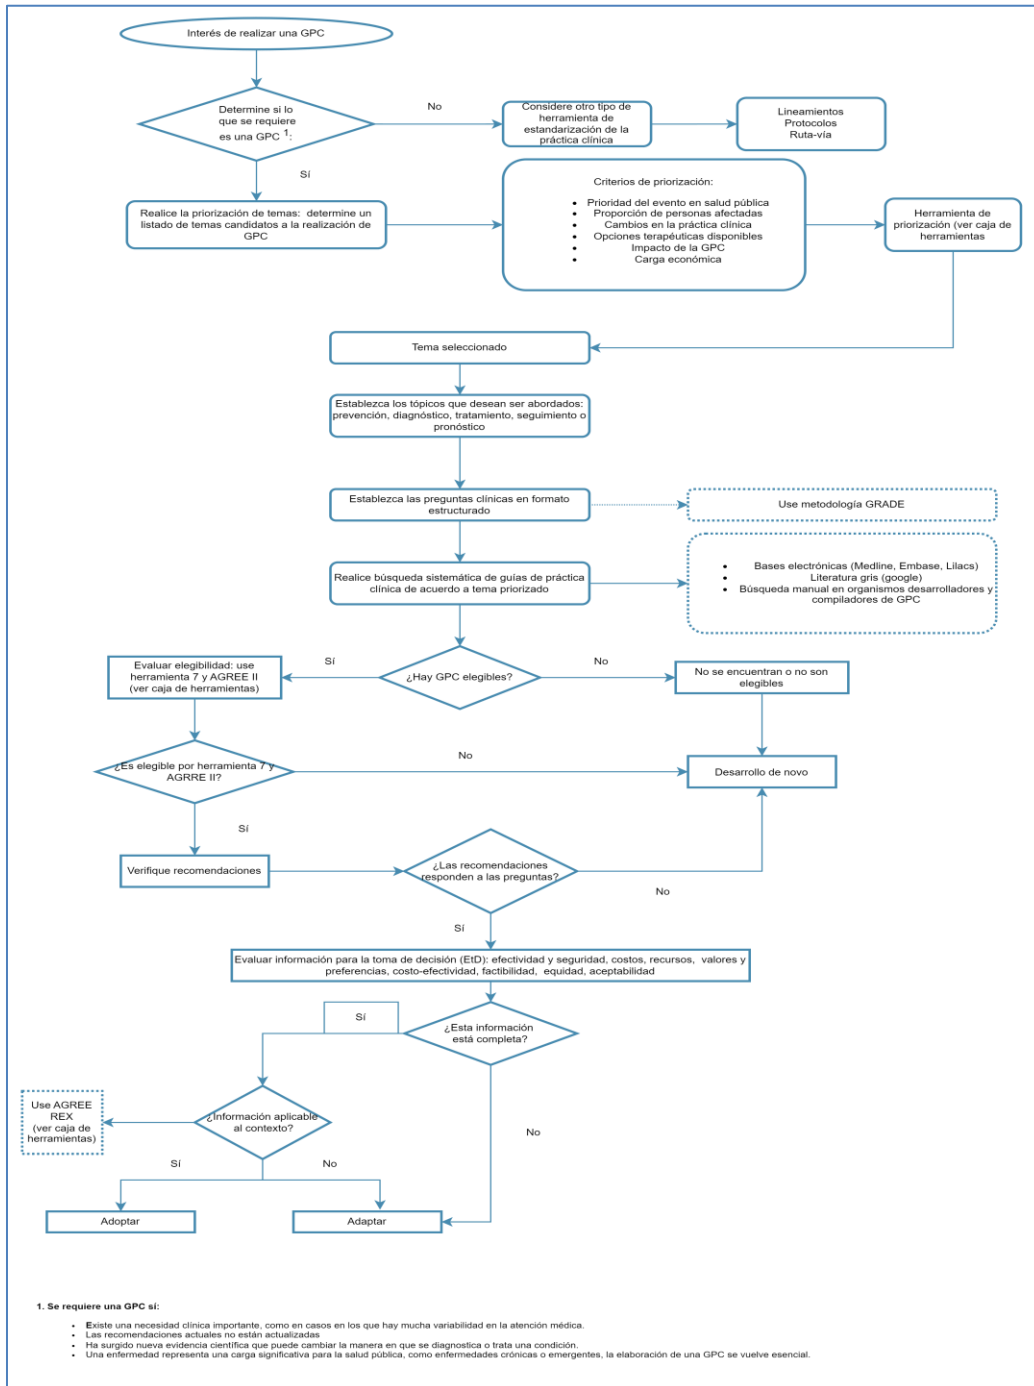 Interés de realizar una GPC
Determine si lo
que se requiere
es una GPC 1:
No
Considere otro tipo de
herramienta de
estandarización de la
práctica clínica
Lineamientos
Protocolos
Ruta-vía
Sí
Realice la priorización de temas: determine un
listado de temas candidatos a la realización de
GPC
Criterios de priorización:
• Prioridad del evento en salud pública
• Proporción de personas afectadas
• Cambios en la práctica clínica
• Opciones terapéuticas disponibles
• Impacto de la GPC
• Carga económica
Herramienta de
priorización (ver caja de
herramientas
Tema seleccionado
Establezca los tópicos que desean ser abordados:
prevención, diagnóstico, tratamiento, seguimiento o
pronóstico
Establezca las preguntas clínicas en formato
estructurado
Use metodología GRADE
Realice búsqueda sistemática de guías de práctica
clínica de acuerdo a tema priorizado
• Bases electrónicas (Medline, Embase, Lilacs)
• Literatura gris (google)
• Búsqueda manual en organismos desarrolladores y
compiladores de GPC
¿Hay GPC elegibles?
Sí
No
Evaluar elegibilidad: use
herramienta 7 y AGREE II
(ver caja de herramientas)
No se encuentran o no son
elegibles
¿Es elegible por herramienta 7 y
AGRRE II?
No
Desarrollo de novo
Sí
Verifique recomendaciones
¿Las recomendaciones
responden a las preguntas?
No
Sí
Evaluar información para la toma de decisión (EtD): efectividad y seguridad, costos, recursos, valores y
preferencias, costo-efectividad, factibilidad, equidad, aceptabilidad
Sí
¿Esta información
está completa?
Use AGREE
REX
(ver caja de
herramientas)
¿Información aplicable
al contexto?
No
Sí
No
Adoptar
Adaptar
1. Se requiere una GPC sí:
• Existe una necesidad clínica importante, como en casos en los que hay mucha variabilidad en la atención médica.
• Las recomendaciones actuales no están actualizadas
• Ha surgido nueva evidencia científica que puede cambiar la manera en que se diagnostica o trata una condición.
• Una enfermedad representa una carga significativa para la salud pública, como enfermedades crónicas o emergentes, la elaboración de una GPC se vuelve esencial.